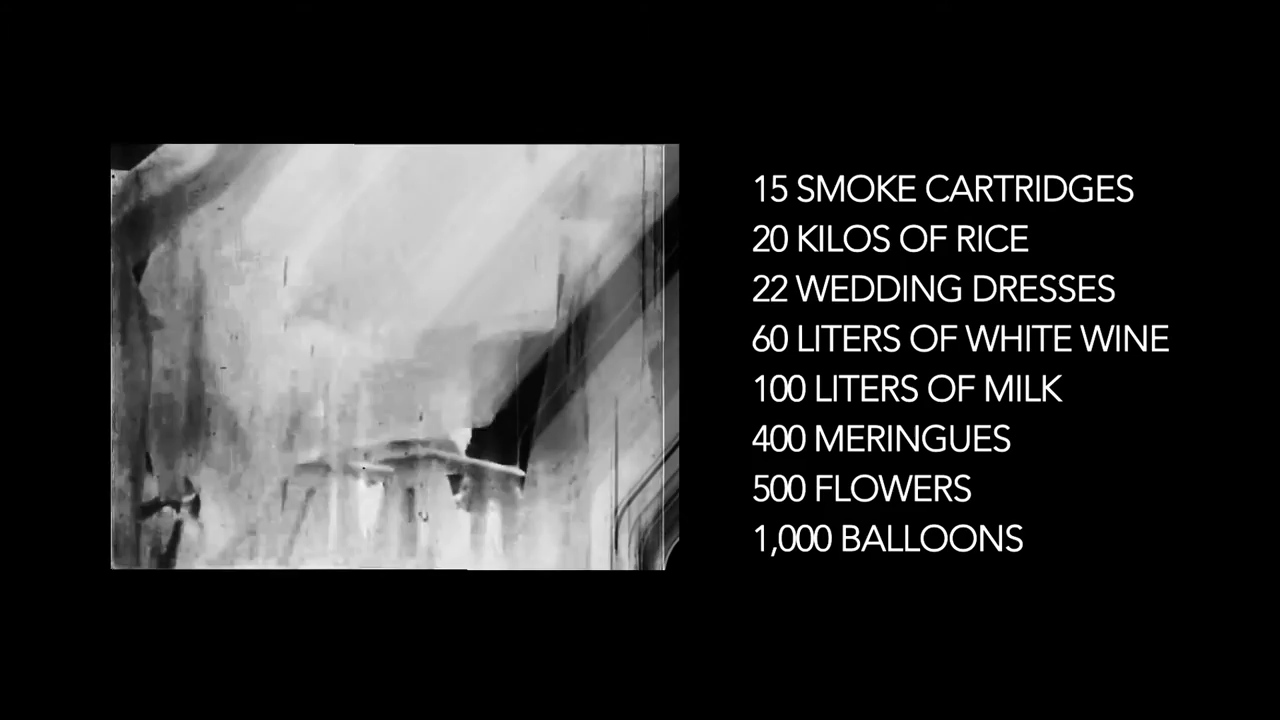 15 SMOKE CARTRIDGES
20 KILOS OF RICE
22 WEDDING DRESSES
60 LITERS OF WHITE WINE
100 LITERS OF MILK
400 MERINGUES
500 FLOWERS
1,000 BALLOONS